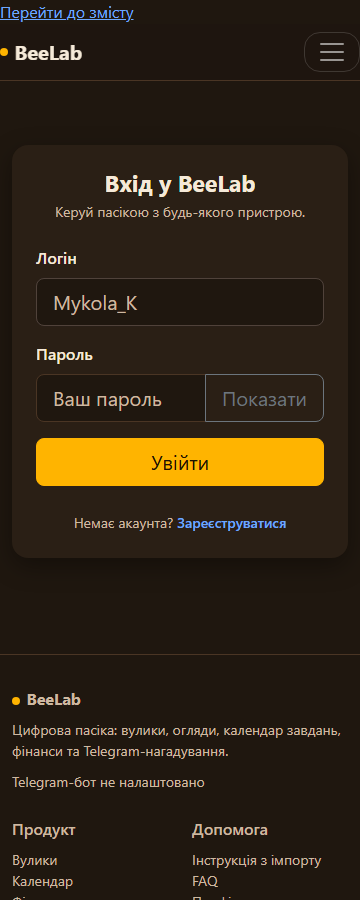 Перейти до змісту
BeeLab
Вхід у BeeLab
Керуй пасікою з будь-якого пристрою.
Логін
Mykola_K
Пароль
Ваш пароль Показати
Увійти
Немає акаунта? Зареєструватися
BeeLab
Цифрова пасіка: вулики, огляди, календар завдань,
фінанси та Telegram-нагадування.
Telegram-бот не налаштовано
Продукт Допомога
Вулики Інструкція з імпорту
Календар FAQ